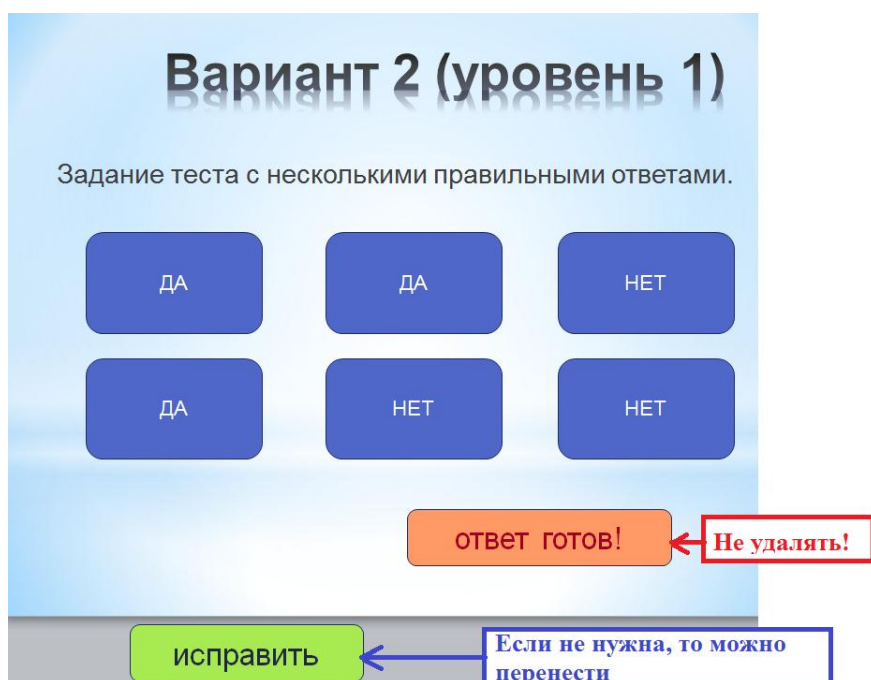 Вариант 2 (уровень 1)
Задание теста с несколькими правильными ответами.
ДА
ДА
НЕТ
ДА
НЕТ
НЕТ
ответ готов!
Не удалять!
исправить
Если не нужна, то можно
перенести